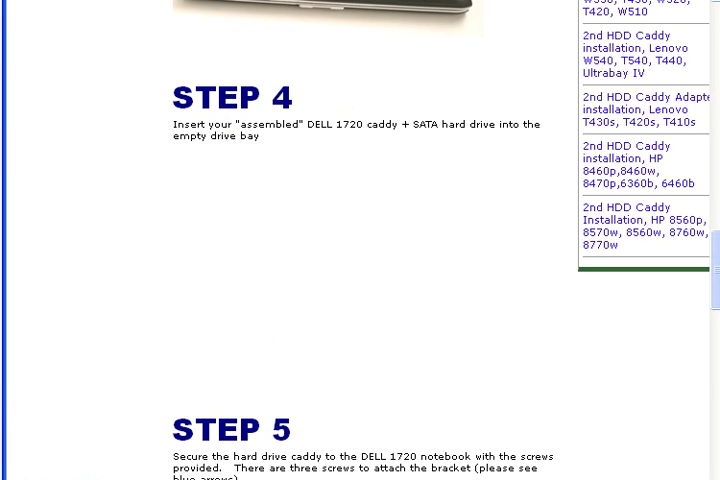 STEP 4
Insert your "assembled" DELL 1720 caddy + SATA hard drive into the
empty drive bay
STEP 5
Secure the hard drive caddy to the DELL 1720 notebook with the screws
provided. There are three screws to attach the bracket (please see
blue arrows)
T420, W510
2nd HDD Caddy
installation, Lenovo
W540, T540, T440,
Ultrabay IV
2nd HDD Caddy Adapte
installation, Lenovo
T430s, T420s, T410s
2nd HDD Caddy
installation, HP
8460p,8460w,
8470p,6360b, 6460b
2nd HDD Caddy
Installation, HP 8560p,
8570w, 8560w, 8760w,
8770w